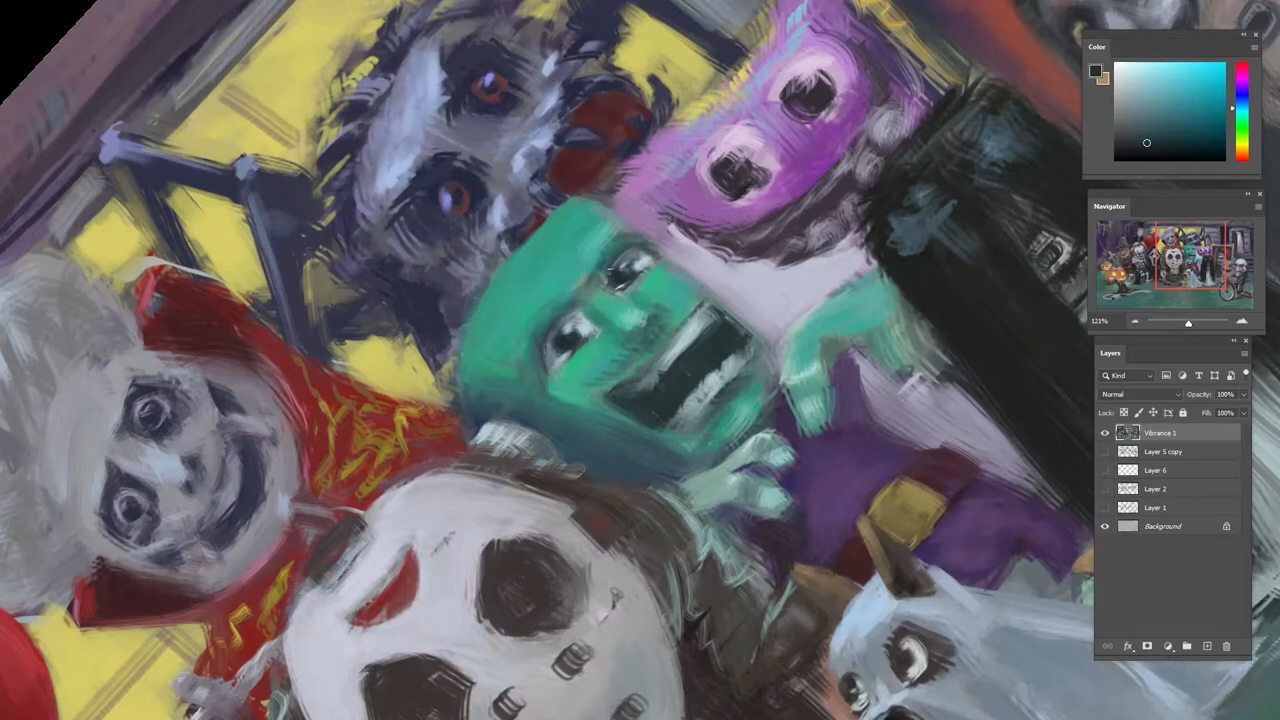 Color
Navigator
121%
Layers
Kind
Normal
Opacity: 100%
Lock:
Fill: 100%
Vibrance 1
Layer 5 copy
Layer 6
Layer 2
Layer 1
Background
fx